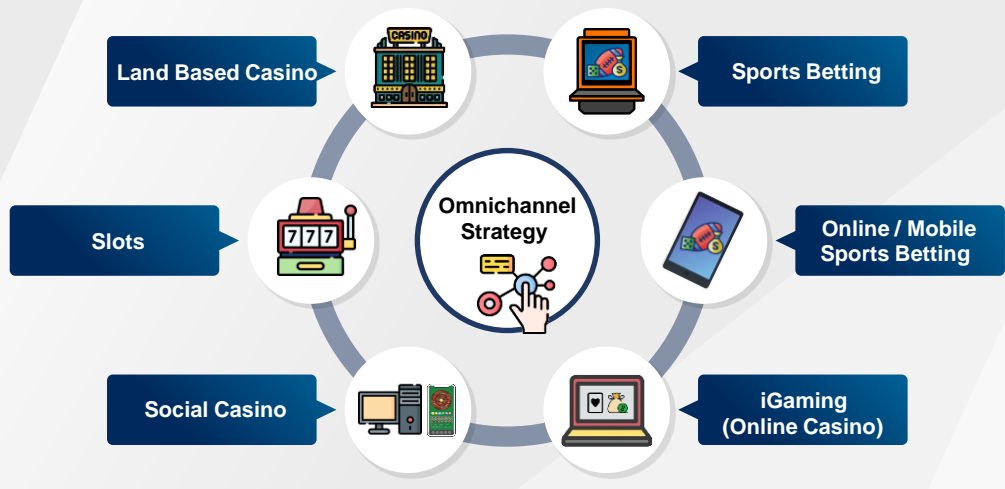 CASINO
Land Based Casino
Sports Betting
Omnichannel
Strategy
Slots
777
Online / Mobile
Sports Betting
Social Casino
iGaming
(Online Casino)